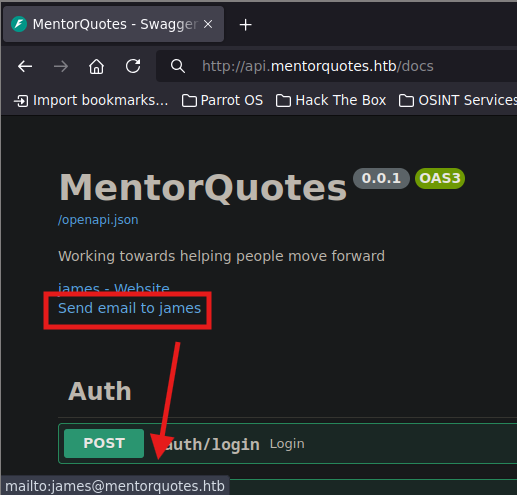 MentorQuotes - Swagger
http://api.mentorquotes.htb/docs
Import bookmarks... Parrot OS Hack The Box OSINT Services
MentorQuotes 0.0.1 OAS3
/openapi.json
Working towards helping people move forward
james - Website
Send email to james
Auth
POST auth/login Login
mailto:james@mentorquotes.htb